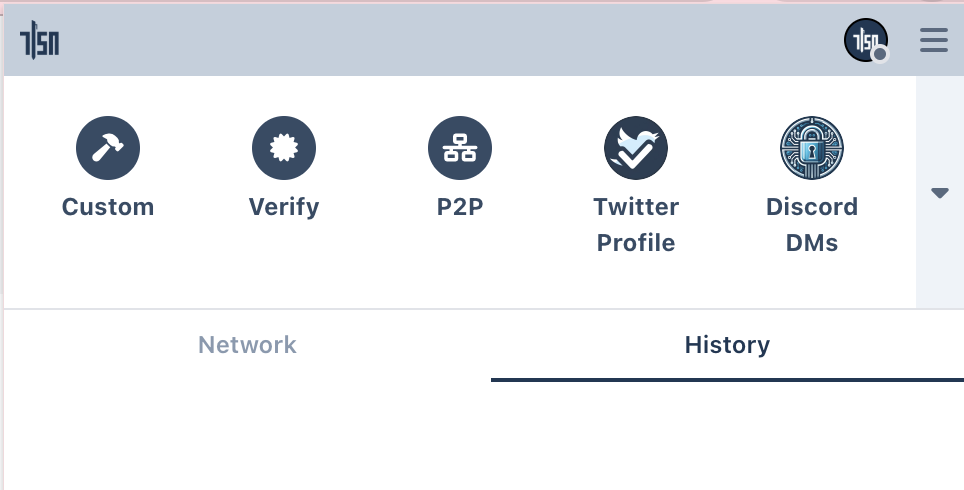 Custom
Verify
P2P
Twitter
Profile
Discord
DMs
Network
History